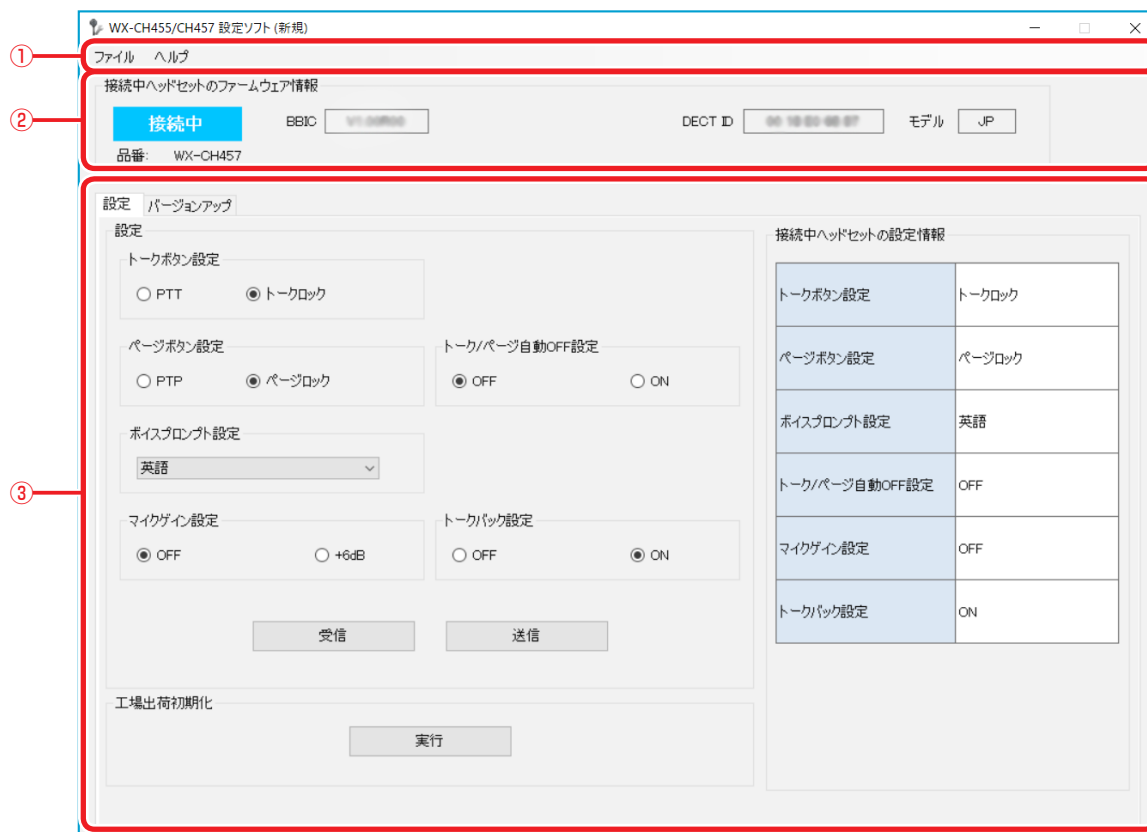 WX-CH455/CH457 設定ソフト (新規)
① ファイル ヘルプ
接続中ヘッドセットのファームウェア情報
② 接続中 BBIC DECT ID モデル JP
品番: WX-CH457
設定 バージョンアップ
設定
接続中ヘッドセットの設定情報
トークボタン設定
PTT トークロック
トークボタン設定 トークロック
ページボタン設定 トーク/ページ自動OFF設定
ページボタン設定 ページロック
PTP ページロック OFF ON
ボイスプロンプト設定 英語
ボイスプロンプト設定
英語
③
トーク/ページ自動OFF設定 OFF
マイクゲイン設定 トークバック設定
マイクゲイン設定 OFF
OFF +6dB OFF ON
トークバック設定 ON
受信 送信
工場出荷初期化
実行